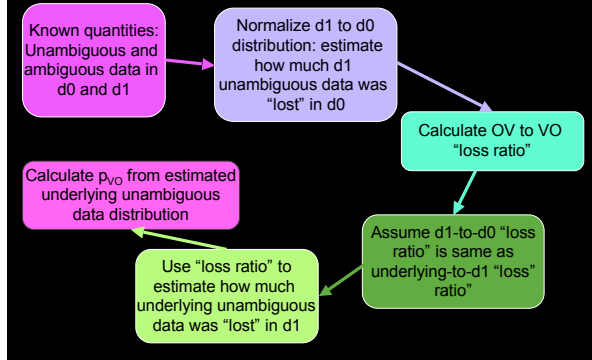 Known quantities:
Unambiguous and
ambiguous data in
d0 and d1
Normalize d1 to d0
distribution: estimate
how much d1
unambiguous data was
“lost” in d0
Calculate OV to VO
“loss ratio”
Assume d1-to-d0 “loss
ratio” is same as
underlying-to-d1 “loss”
ratio”
Use “loss ratio” to
estimate how much
underlying unambiguous
data was “lost” in d1
Calculate pVO from estimated
underlying unambiguous
data distribution